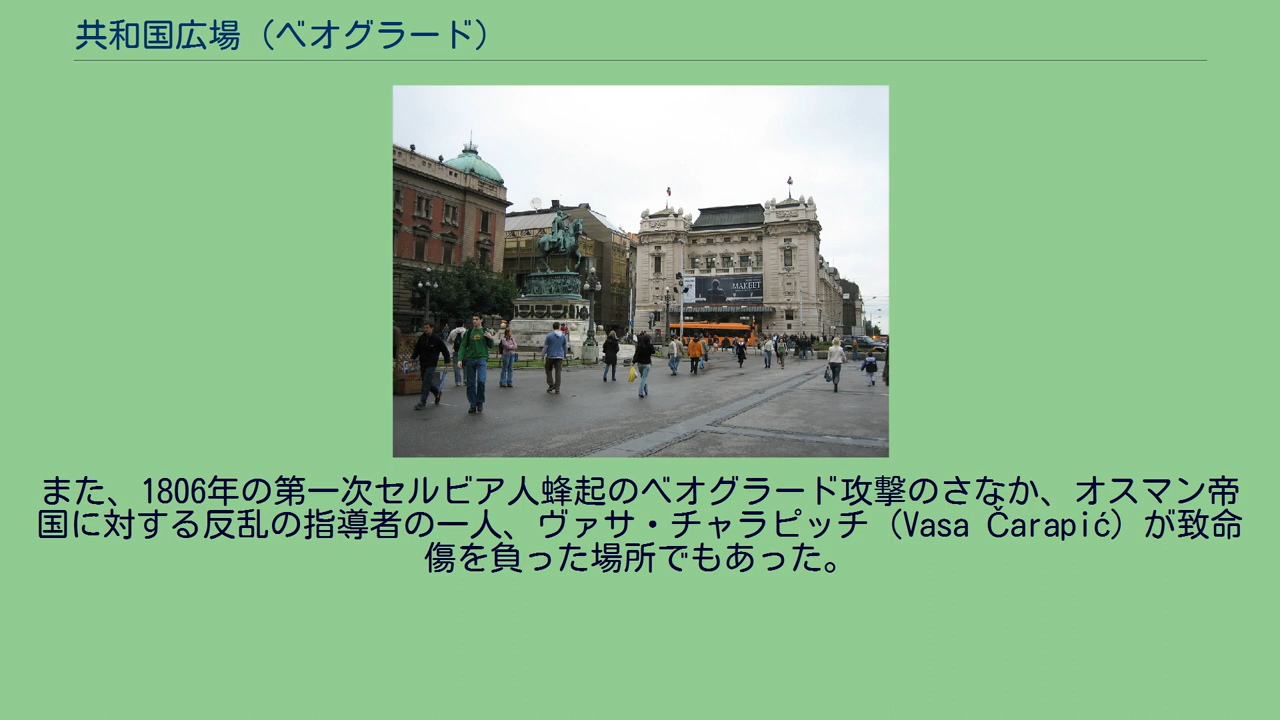 共和国広場（ベオグラード）
MAKEET
また、1806年の第一次セルビア人蜂起のベオグラード攻撃のさなか、オスマン帝
国に対する反乱の指導者の一人、ヴァサ・チャラピッチ（Vasa Čarapić）が致命
傷を負った場所でもあった。